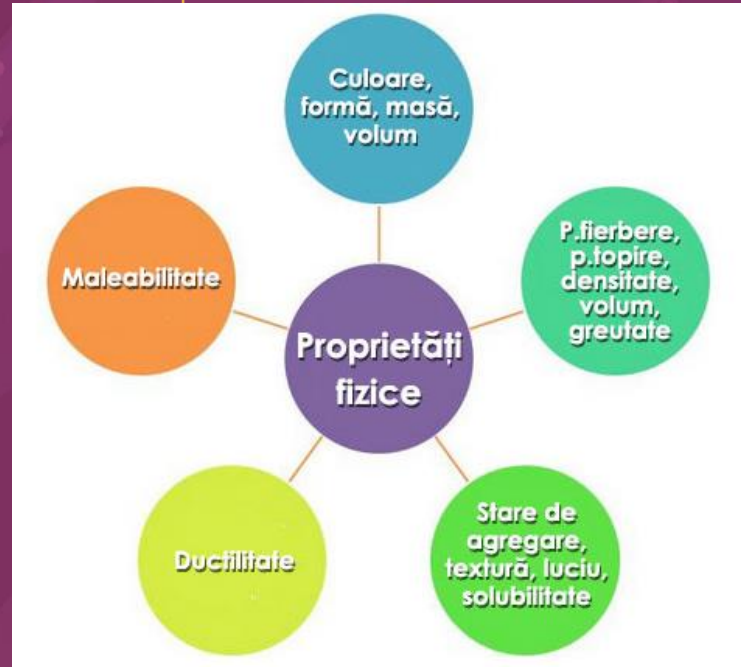 Culoare,
formă, masă,
volum
P.fierbere,
p.topire,
densitate,
volum,
greutate
Maleabilitate
Proprietăți
fizice
Stare de
agregare,
textură, luciu,
solubilitate
Ductilitate